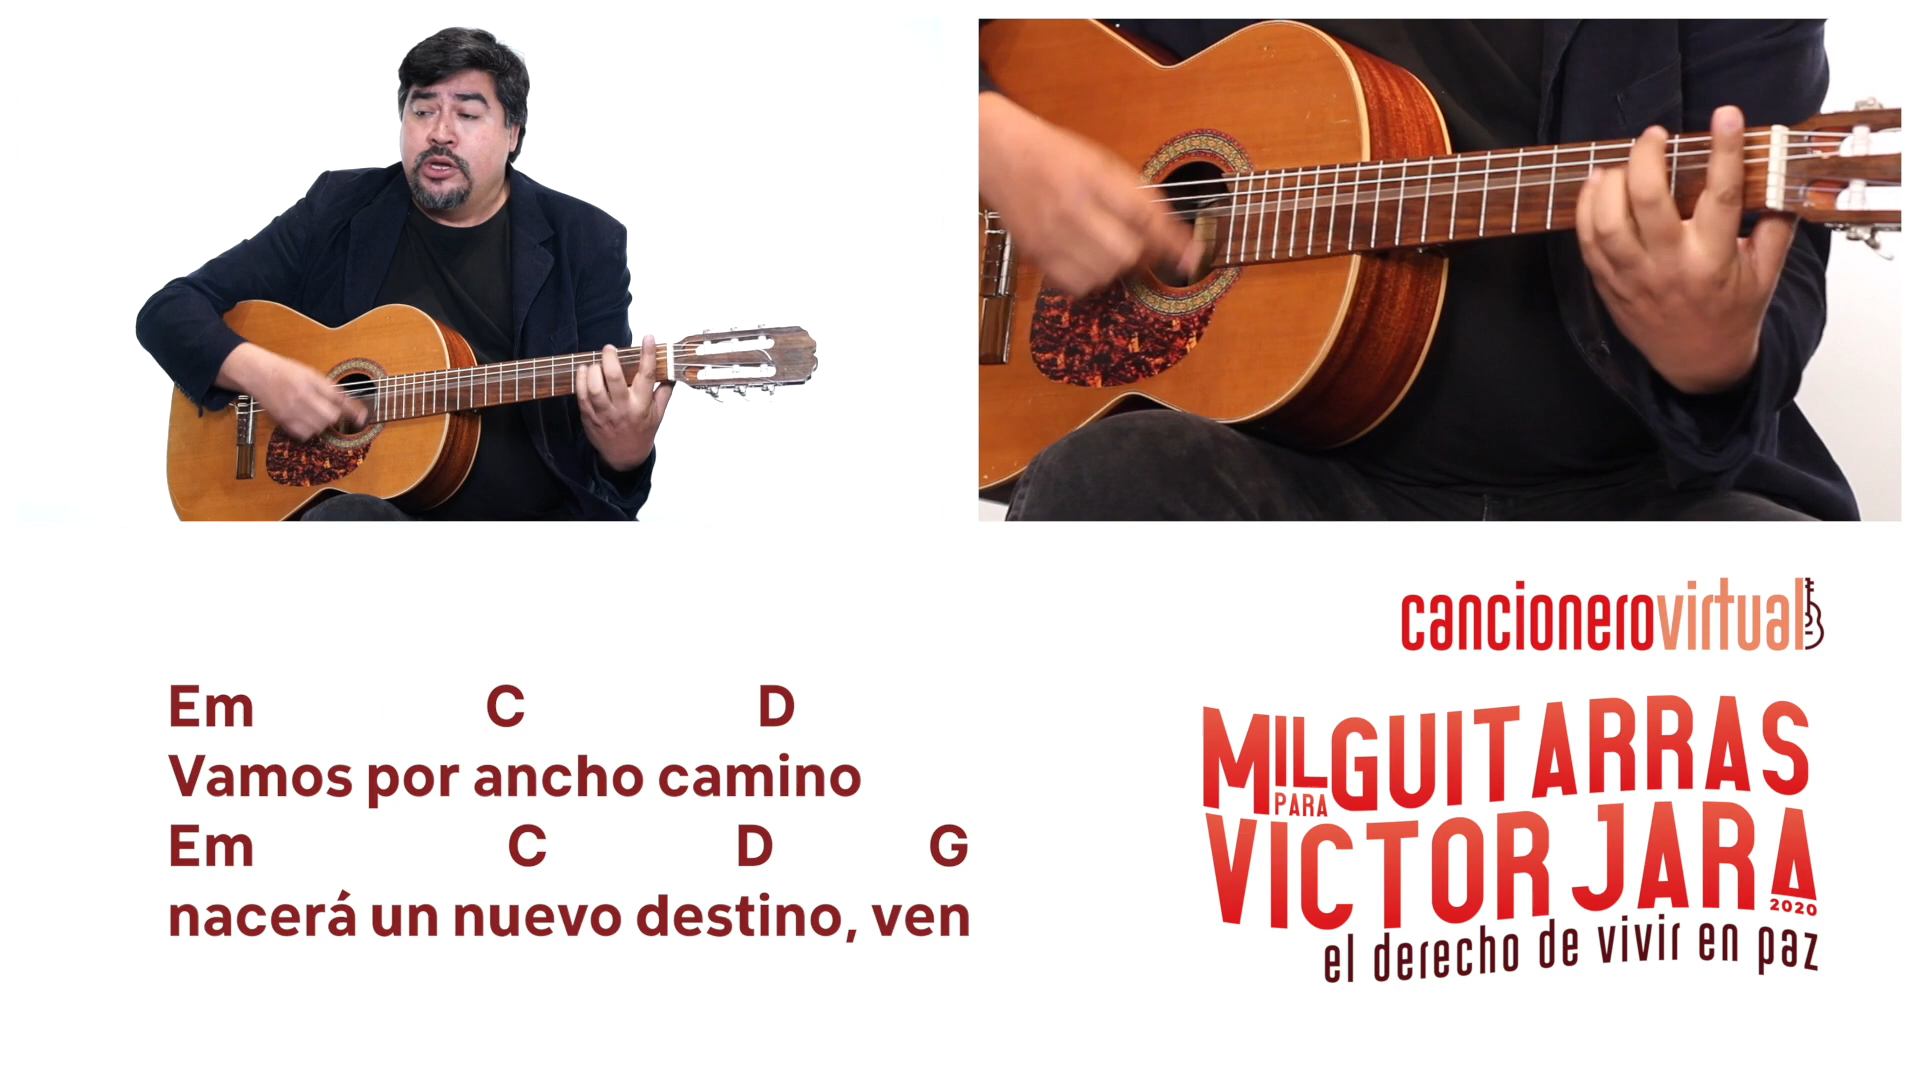 Em C D
Vamos por ancho camino
Em C D G
nacerá un nuevo destino, ven
cancionerovirtual
MIL GUITARRAS
PARA
VICTOR JARA
2020
el derecho de vivir en paz